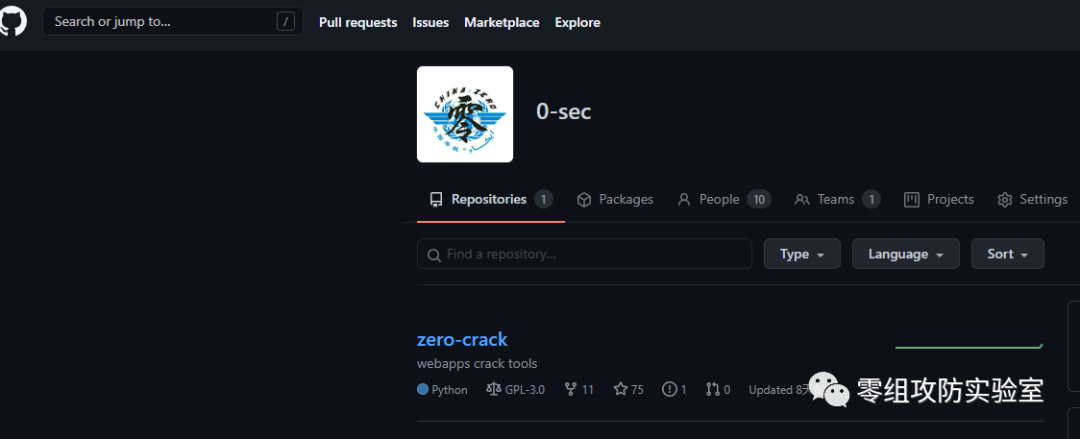 Search or jump to... /
Pull requests Issues Marketplace Explore
CHINA·ZERO
零
0-sec
Repositories 1 Packages People 10 Teams 1 Projects Settings
Find a repository...
Type Language Sort
zero-crack
webapps crack tools
Python GPL-3.0 11 75 1 0 Updated 8天
零组攻防实验室